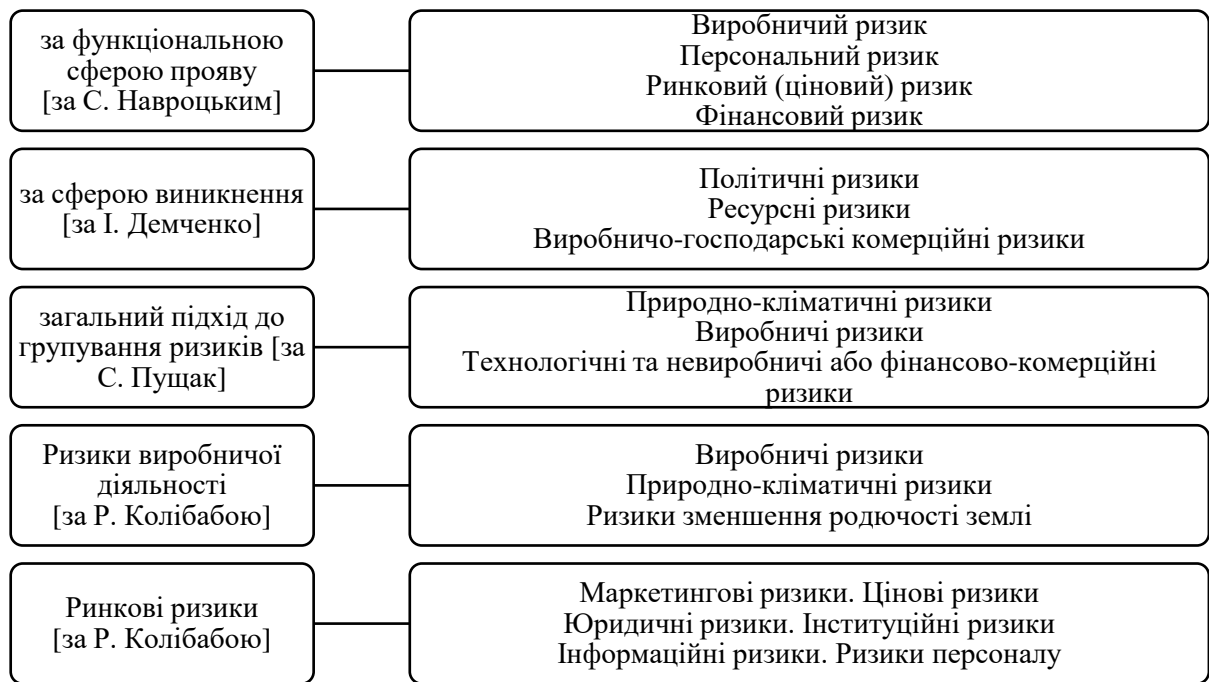 за функціональною
сферою прояву
[за С. Навроцьким]
Виробничий ризик
Персональний ризик
Ринковий (ціновий) ризик
Фінансовий ризик
за сферою виникнення
[за І. Демченко]
Політичні ризики
Ресурсні ризики
Виробничо-господарські комерційні ризики
загальний підхід до
групування ризиків [за
С. Пущак]
Природно-кліматичні ризики
Виробничі ризики
Технологічні та невиробничі або фінансово-комерційні
ризики
Ризики виробничої
діяльності
[за Р. Колібабою]
Виробничі ризики
Природно-кліматичні ризики
Ризики зменшення родючості землі
Ринкові ризики
[за Р. Колібабою]
Маркетингові ризики. Цінові ризики
Юридичні ризики. Інституційні ризики
Інформаційні ризики. Ризики персоналу